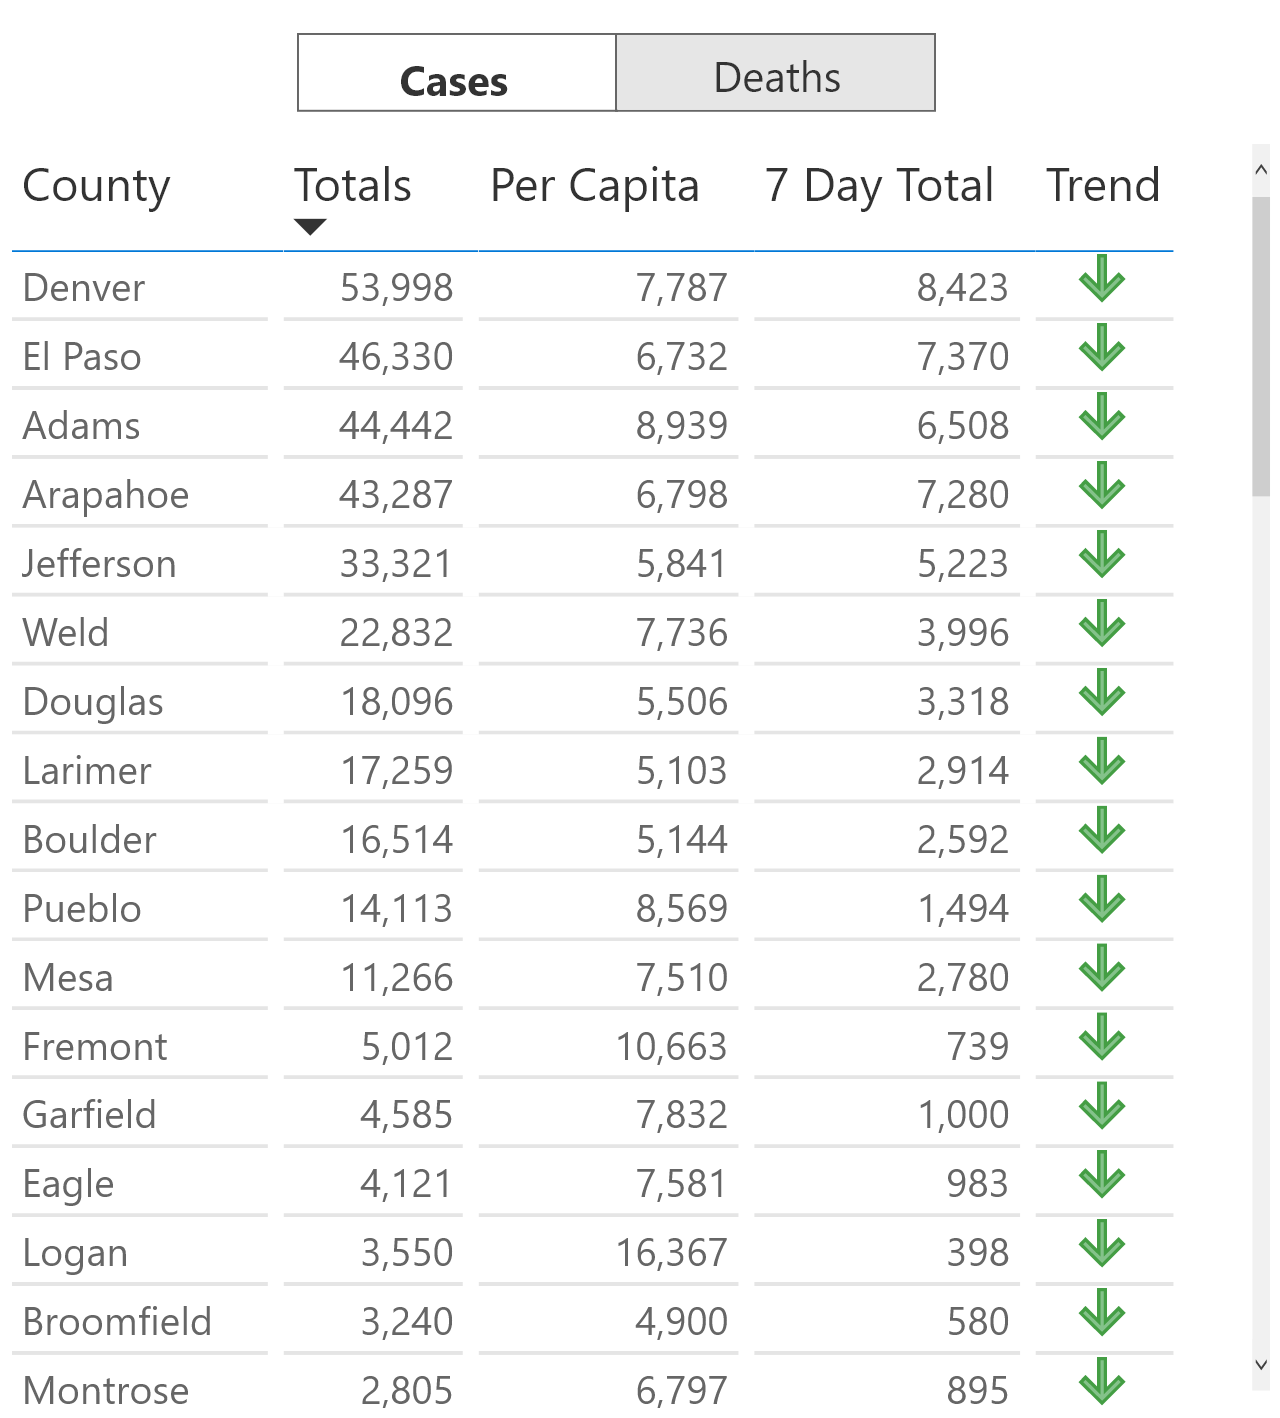 Cases Deaths
County Totals Per Capita 7 Day Total Trend
Denver 53,998 7,787 8,423
El Paso 46,330 6,732 7,370
Adams 44,442 8,939 6,508
Arapahoe 43,287 6,798 7,280
Jefferson 33,321 5,841 5,223
Weld 22,832 7,736 3,996
Douglas 18,096 5,506 3,318
Larimer 17,259 5,103 2,914
Boulder 16,514 5,144 2,592
Pueblo 14,113 8,569 1,494
Mesa 11,266 7,510 2,780
Fremont 5,012 10,663 739
Garfield 4,585 7,832 1,000
Eagle 4,121 7,581 983
Logan 3,550 16,367 398
Broomfield 3,240 4,900 580
Montrose 2,805 6,797 895